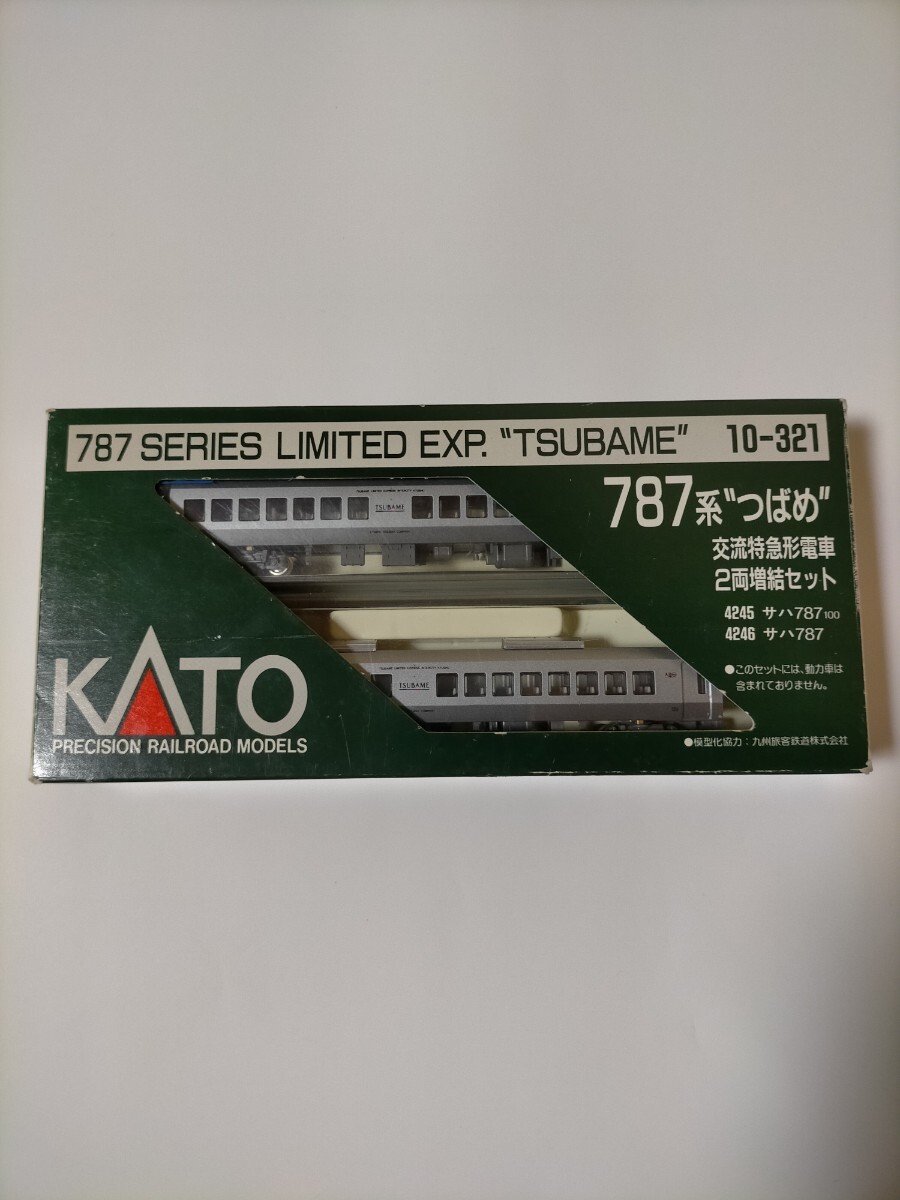 787 SERIES LIMITED EXP. "TSUBAME" 10-321
787系"つばめ"
交流特急形電車
2両増結セット
4245 サハ787 100
4246 サハ787
●このセットには、動力車は
含まれておりません。
●模型化協力：九州旅客鉄道株式会社
KATO
PRECISION RAILROAD MODELS
TSUBAME
TSUBAME